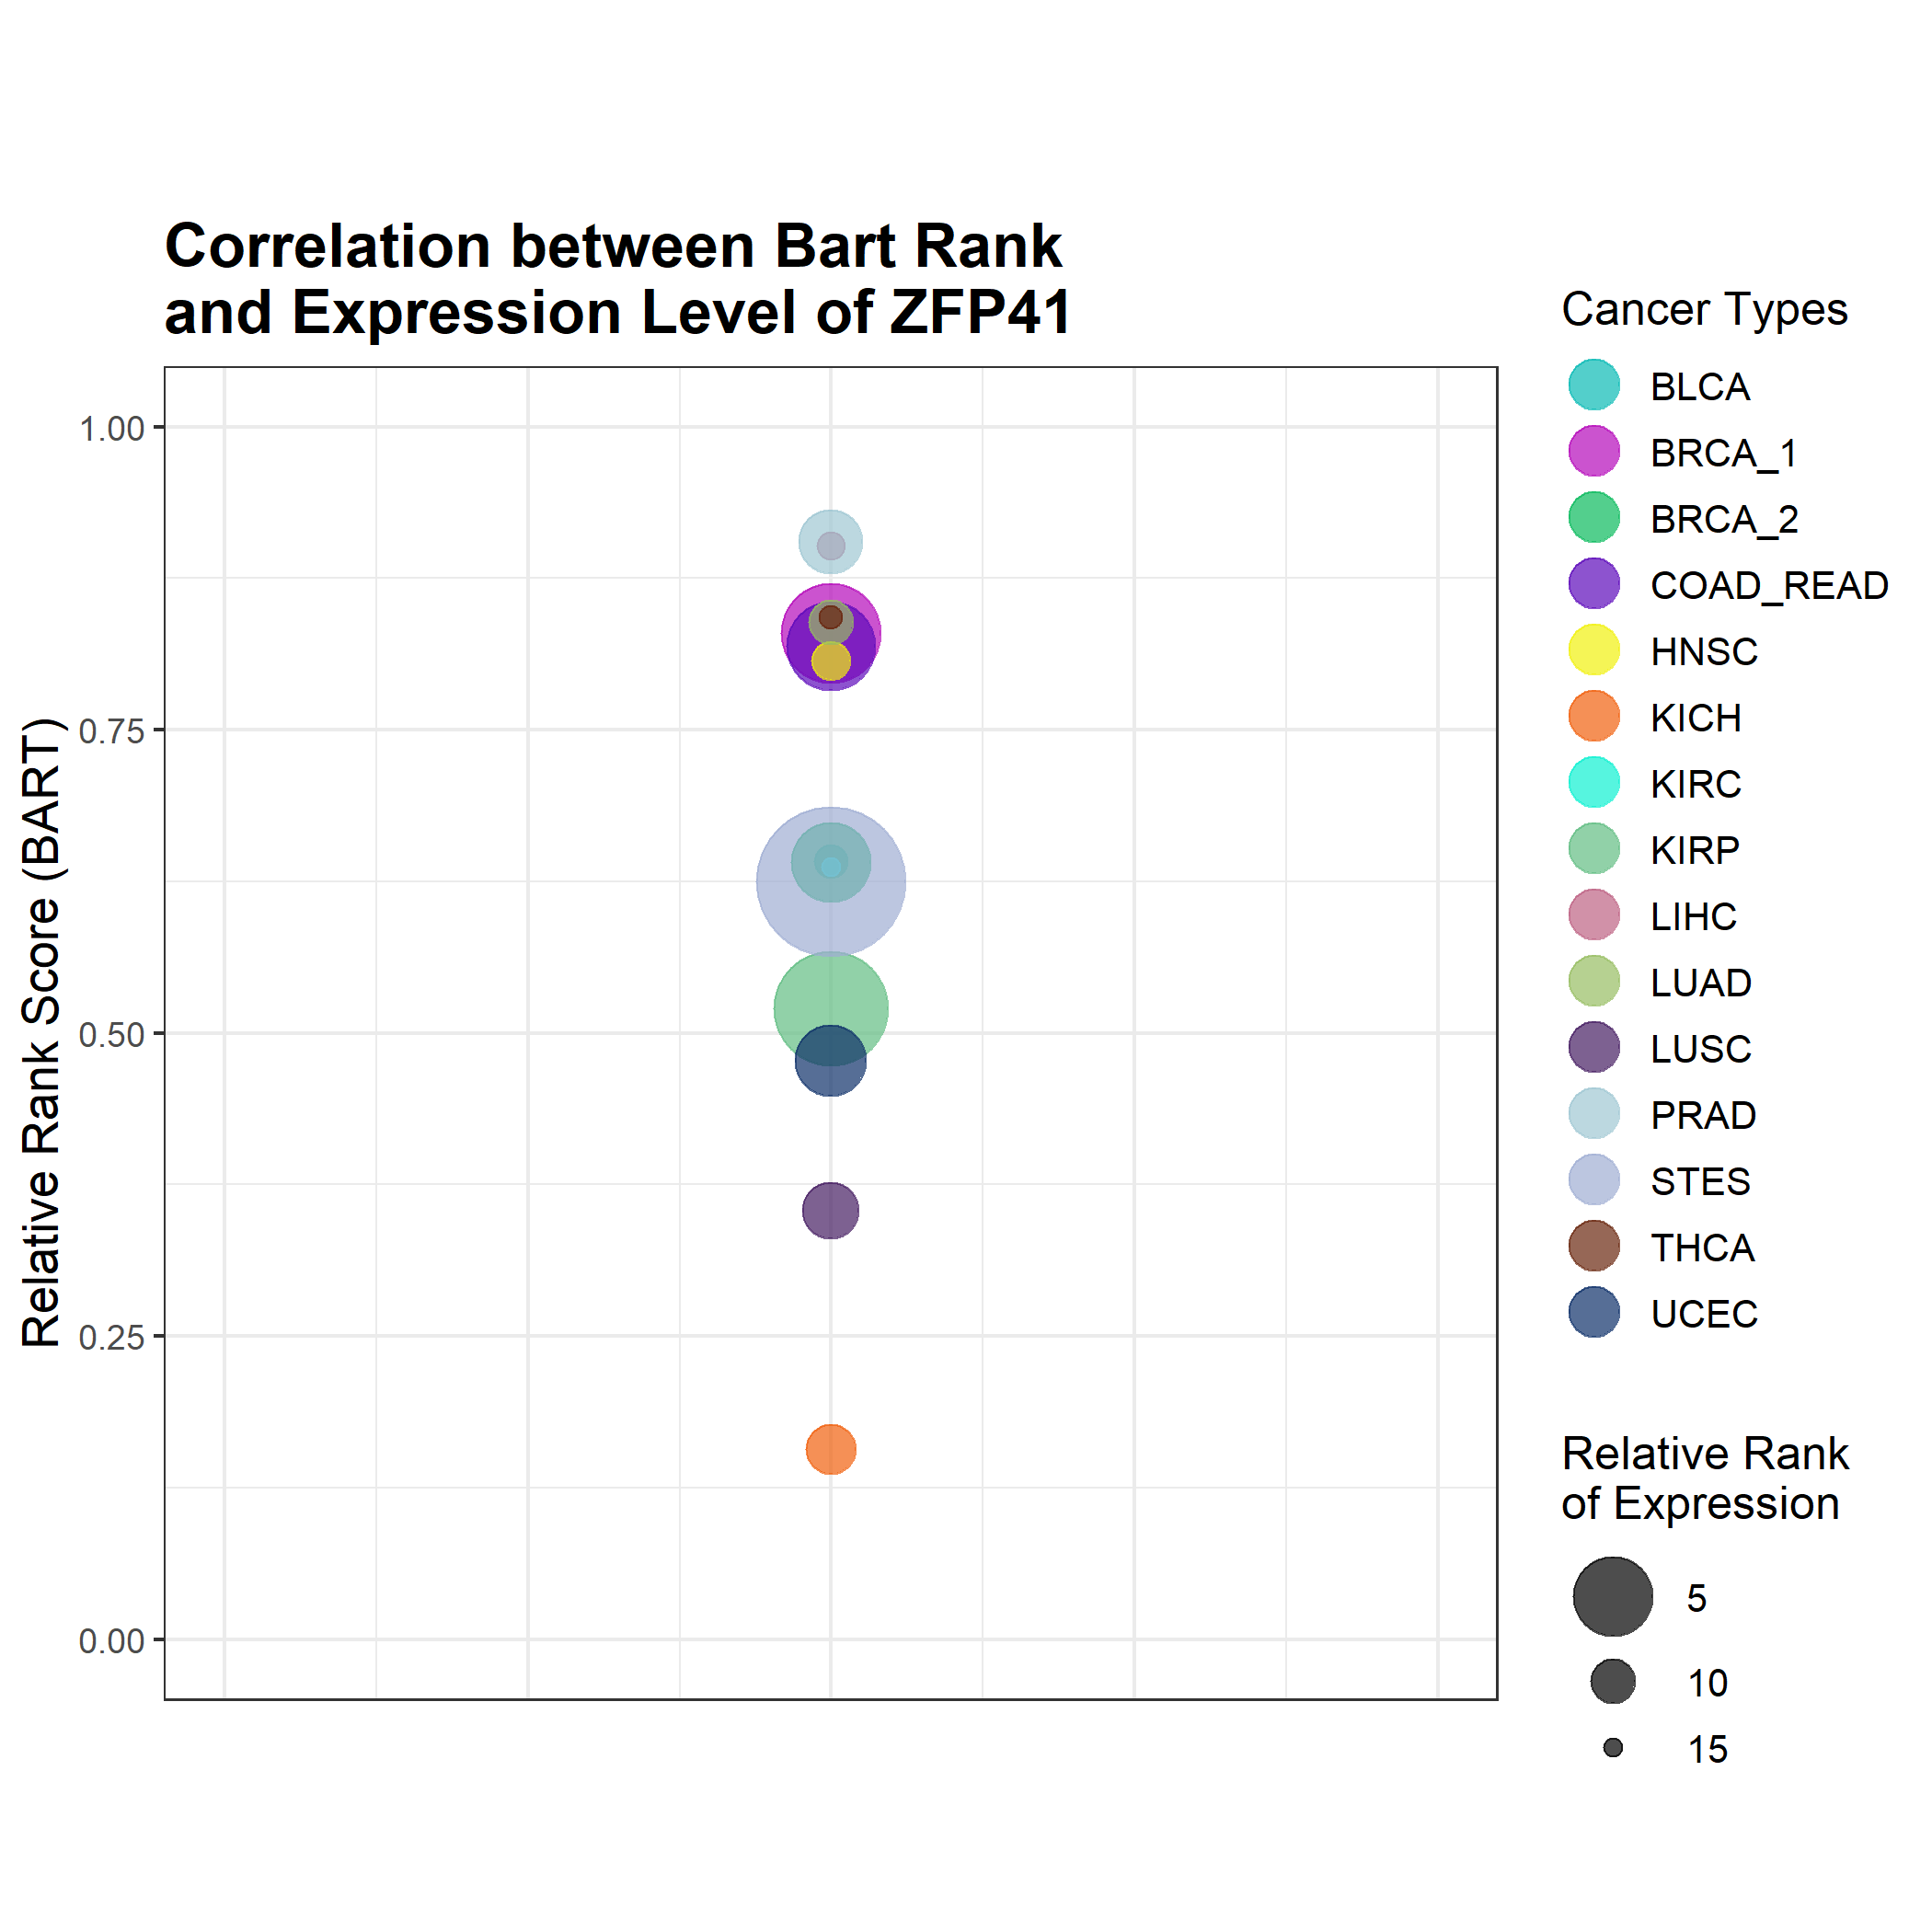 Correlation between Bart Rank
and Expression Level of ZFP41
Relative Rank Score (BART)
1.00
0.75
0.50
0.25
0.00
Cancer Types
BLCA
BRCA_1
BRCA_2
COAD_READ
HNSC
KICH
KIRC
KIRP
LIHC
LUAD
LUSC
PRAD
STES
THCA
UCEC
Relative Rank
of Expression
5
10
15